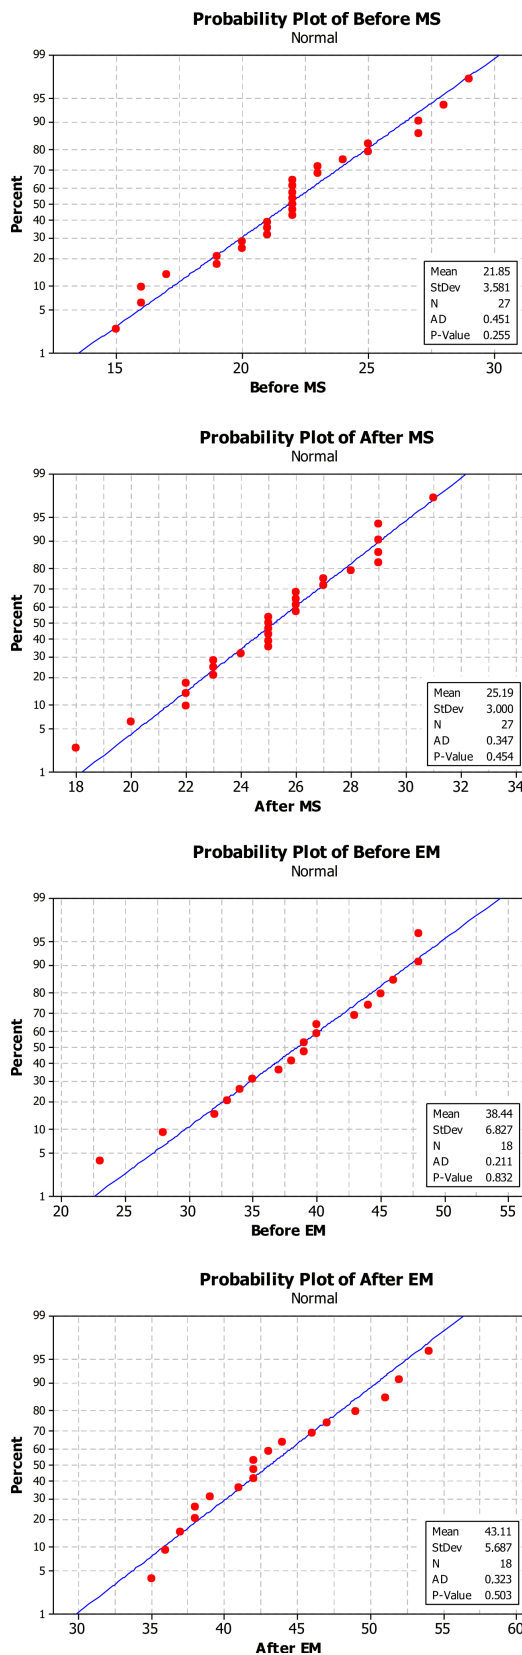 Probability Plot of Before MS
Normal
99
95
90
80
70
60
50
40
30
20
10
5
1
Percent
15 20 25 30
Before MS
Mean 21.85
StDev 3.581
N 27
AD 0.451
P-Value 0.255
Probability Plot of After MS
Normal
99
95
90
80
70
60
50
40
30
20
10
5
1
Percent
18 20 22 24 26 28 30 32 34
After MS
Mean 25.19
StDev 3.000
N 27
AD 0.347
P-Value 0.454
Probability Plot of Before EM
Normal
99
95
90
80
70
60
50
40
30
20
10
5
1
Percent
20 25 30 35 40 45 50 55
Before EM
Mean 38.44
StDev 6.827
N 18
AD 0.211
P-Value 0.832
Probability Plot of After EM
Normal
99
95
90
80
70
60
50
40
30
20
10
5
1
Percent
30 35 40 45 50 55 60
After EM
Mean 43.11
StDev 5.687
N 18
AD 0.323
P-Value 0.503